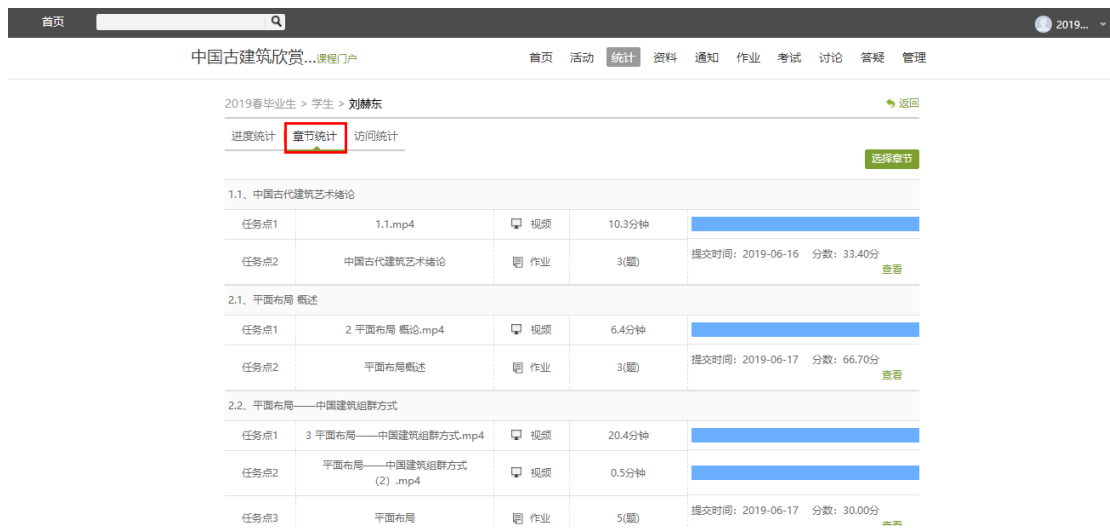 首页
2019...
中国古建筑欣赏...课程门户 首页 活动 统计 资料 通知 作业 考试 讨论 答疑 管理
2019春毕业生 > 学生 > 刘赫东 返回
进度统计 章节统计 访问统计
选择章节
1.1、中国古代建筑艺术绪论
任务点1 1.1.mp4 视频 10.3分钟
任务点2 中国古代建筑艺术绪论 作业 3(题) 提交时间：2019-06-16 分数：33.40分
查看
2.1、平面布局 概述
任务点1 2 平面布局 概论.mp4 视频 6.4分钟
任务点2 平面布局概述 作业 3(题) 提交时间：2019-06-17 分数：66.70分
查看
2.2、平面布局——中国建筑组群方式
任务点1 3 平面布局——中国建筑组群方式.mp4 视频 20.4分钟
任务点2 平面布局——中国建筑组群方式
（2）.mp4 视频 0.5分钟
任务点3 平面布局 作业 5(题) 提交时间：2019-06-17 分数：30.00分
查看